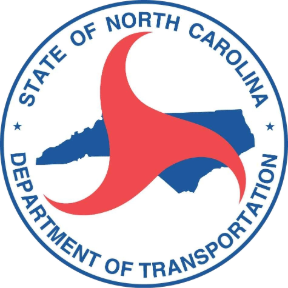 STATE OF NORTH CAROLINA
DEPARTMENT OF TRANSPORTATION